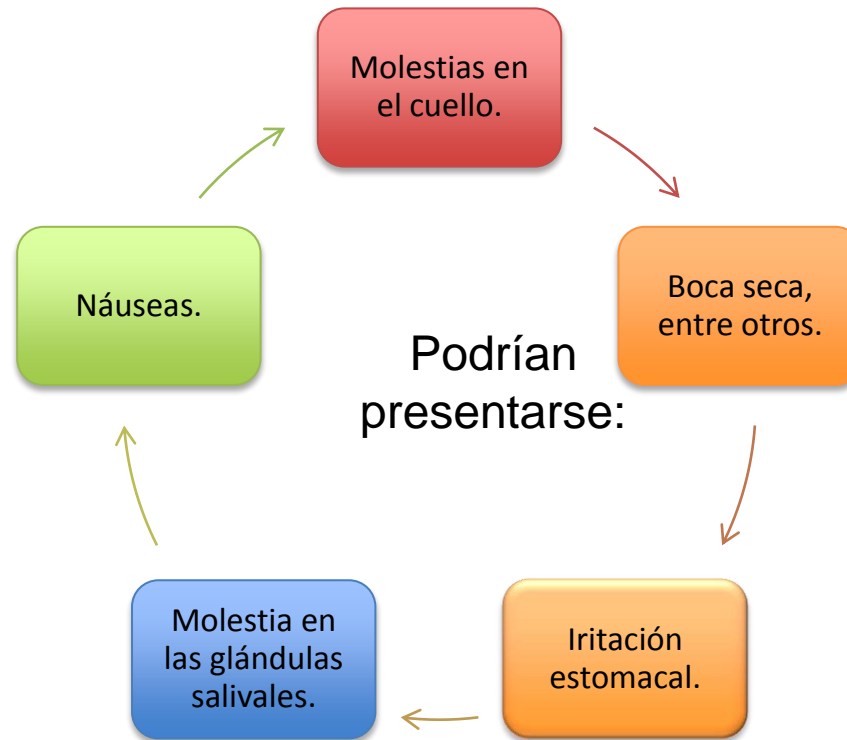 Molestias en
el cuello.
Boca seca,
entre otros.
Iritación
estomacal.
Molestia en
las glándulas
salivales.
Náuseas.
Podrían
presentarse: